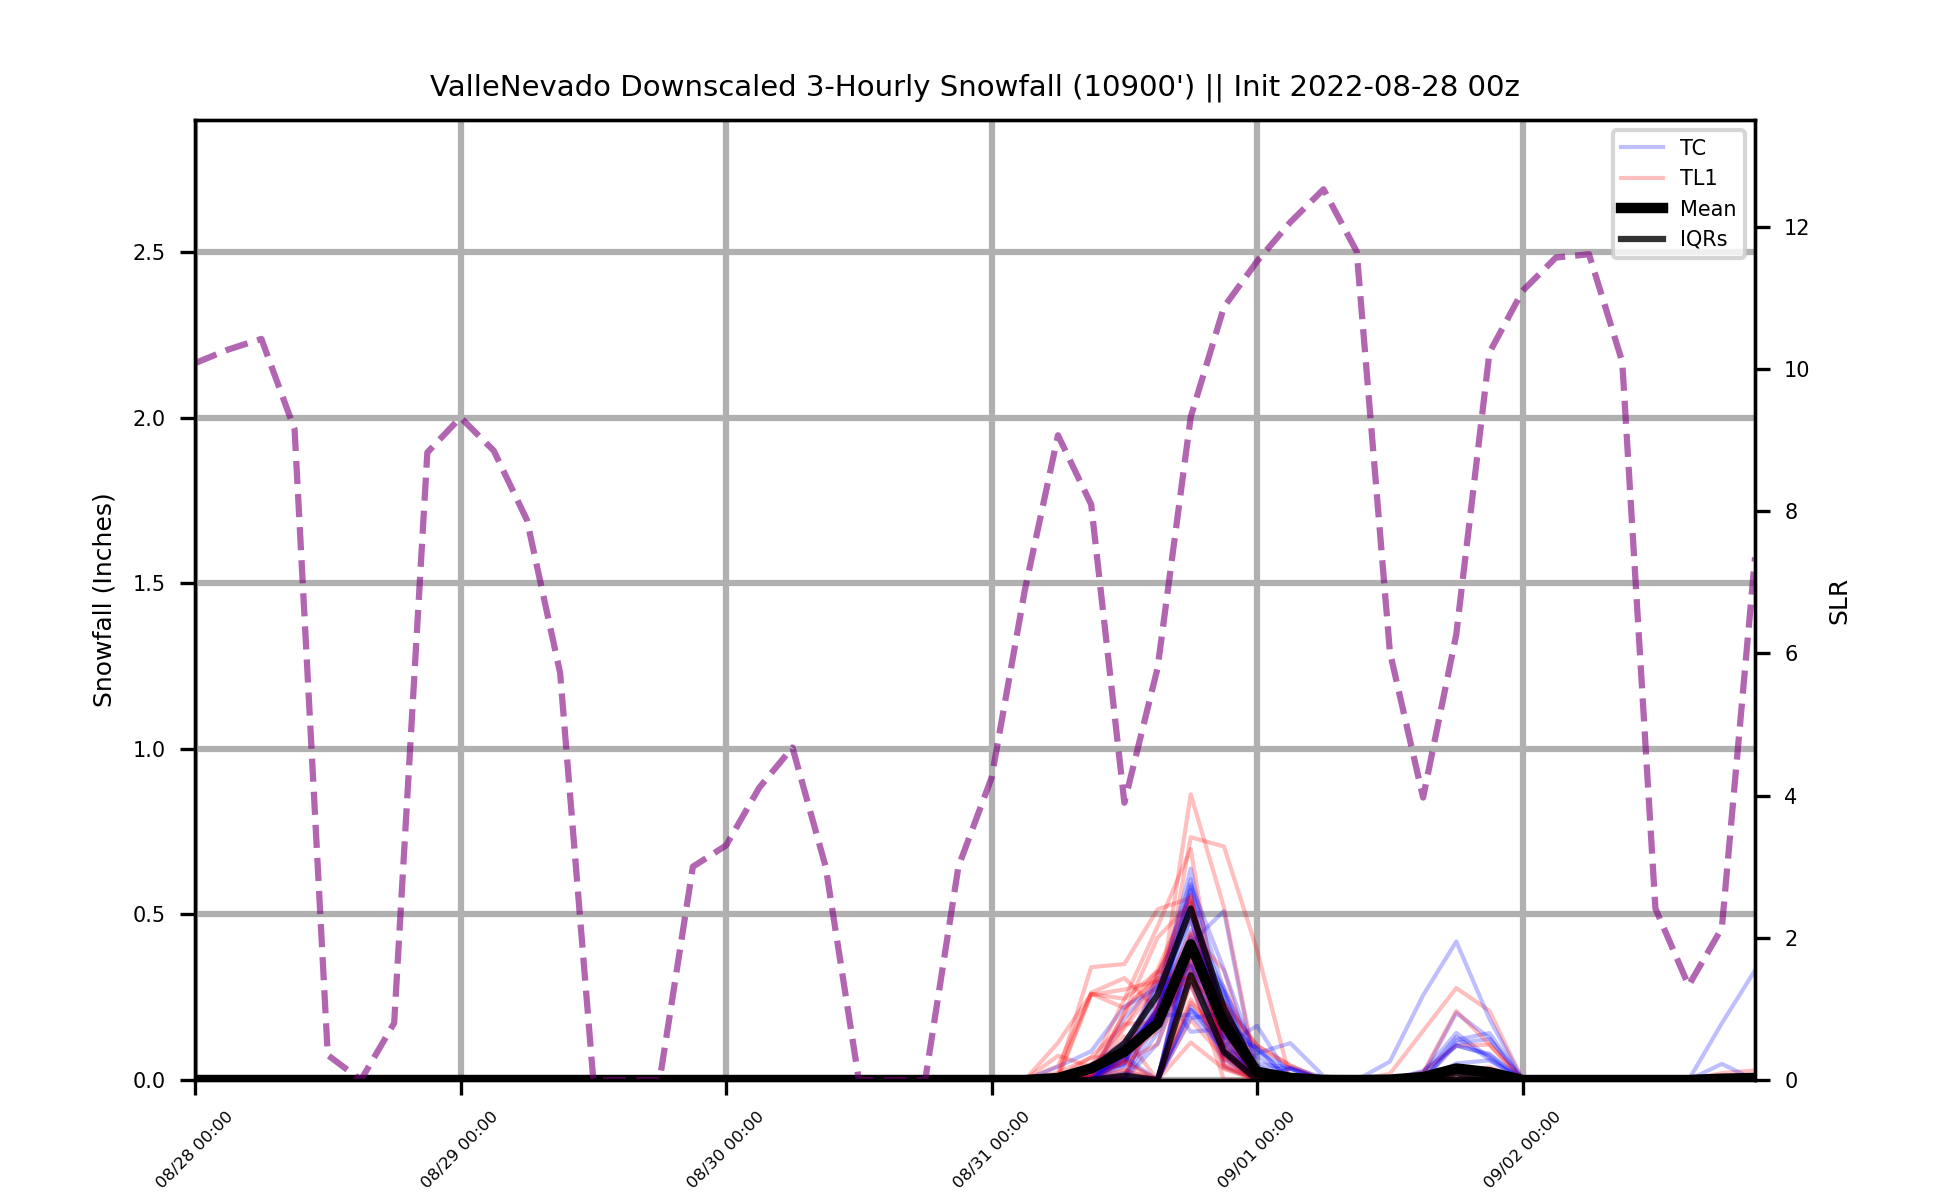 ValleNevado Downscaled 3-Hourly Snowfall (10900') || Init 2022-08-28 00z
TC
TL1
Mean
IQRs
Snowfall (Inches)
2.5
2.0
1.5
1.0
0.5
0.0
SLR
12
10
8
6
4
2
0
08/28 00:00
08/29 00:00
08/30 00:00
08/31 00:00
09/01 00:00
09/02 00:00